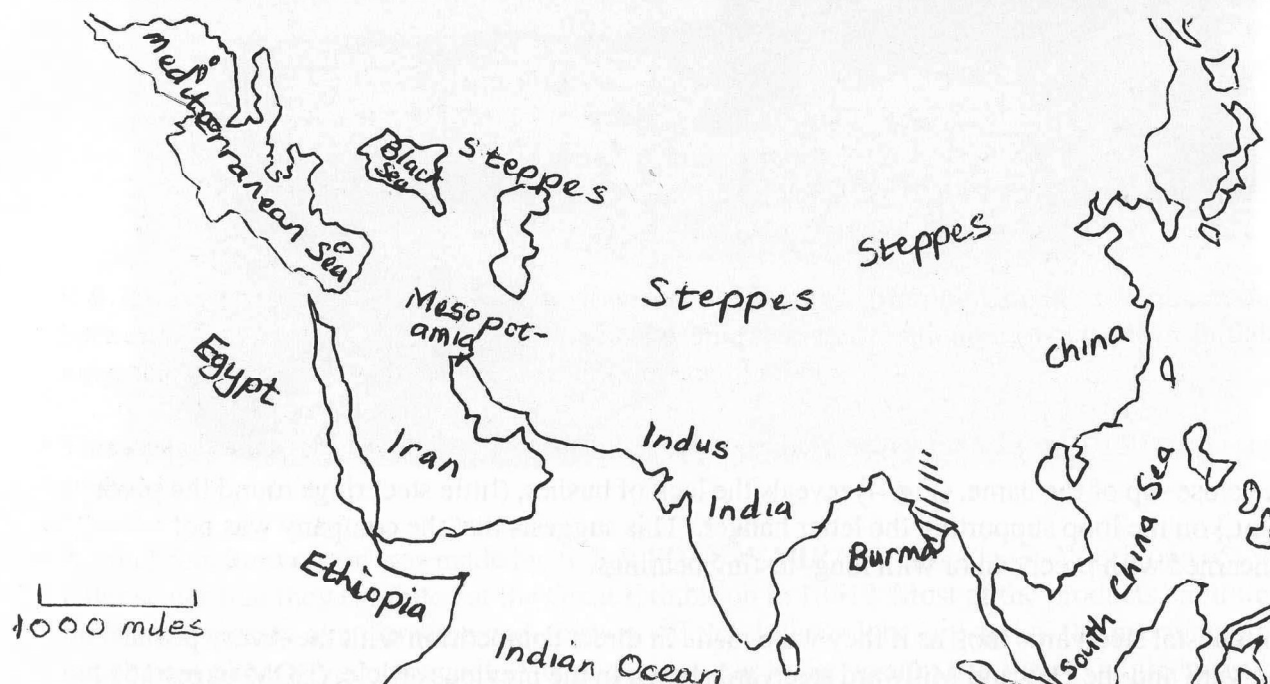 Mediterranean Sea
Black
Sea
Steppes
Steppes
Steppes
Mesopot-
amia
Egypt
China
Iran
Indus
India
Burma
Ethiopia
South China Sea
1000 miles
Indian Ocean